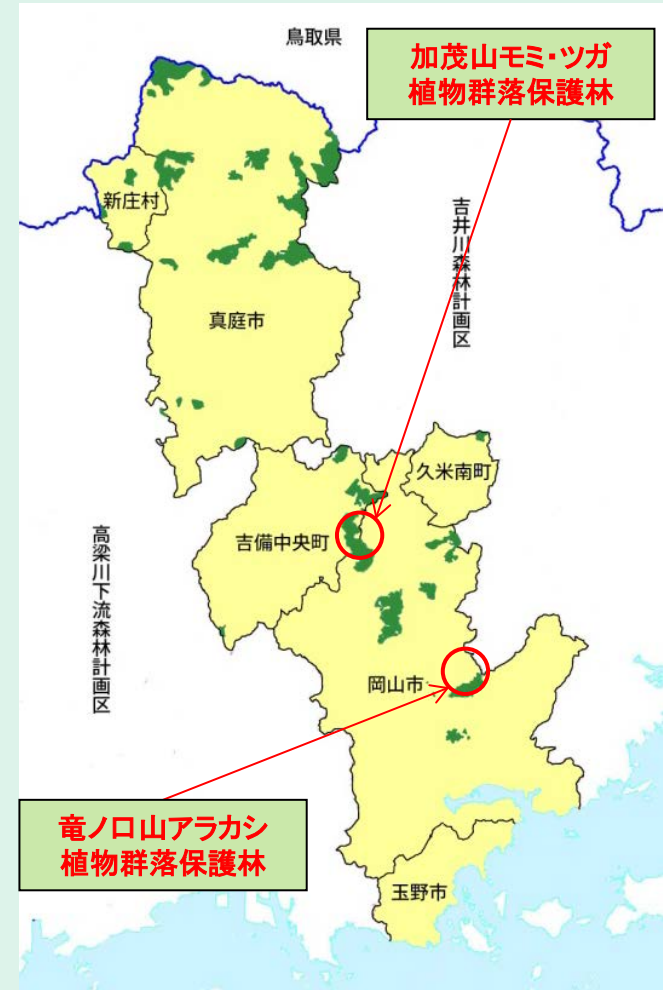 鳥取県
加茂山モミ・ツガ
植物群落保護林
新庄村
吉井川森林計画区
真庭市
久米南町
吉備中央町
高梁川下流森林計画区
岡山市
竜ノ口山アラカシ
植物群落保護林
玉野市